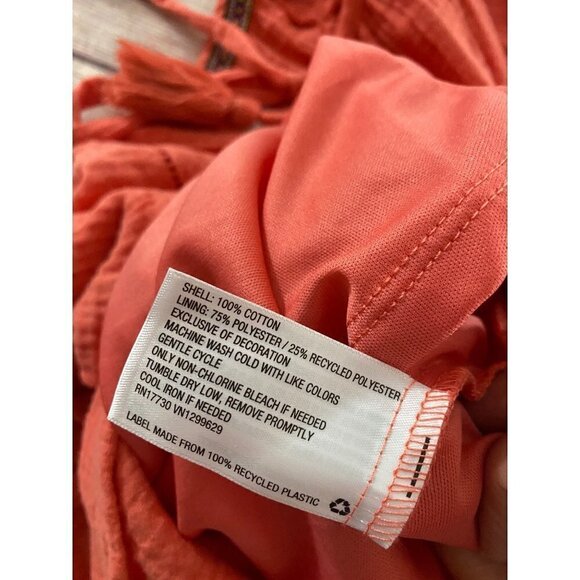 SHELL: 100% COTTON
LINING: 75% POLYESTER / 25% RECYCLED POLYESTER
EXCLUSIVE OF DECORATION
MACHINE WASH COLD WITH LIKE COLORS
GENTLE CYCLE
ONLY NON-CHLORINE BLEACH IF NEEDED
TUMBLE DRY LOW, REMOVE PROMPTLY
COOL IRON IF NEEDED
RN17730 VN1299629
LABEL MADE FROM 100% RECYCLED PLASTIC